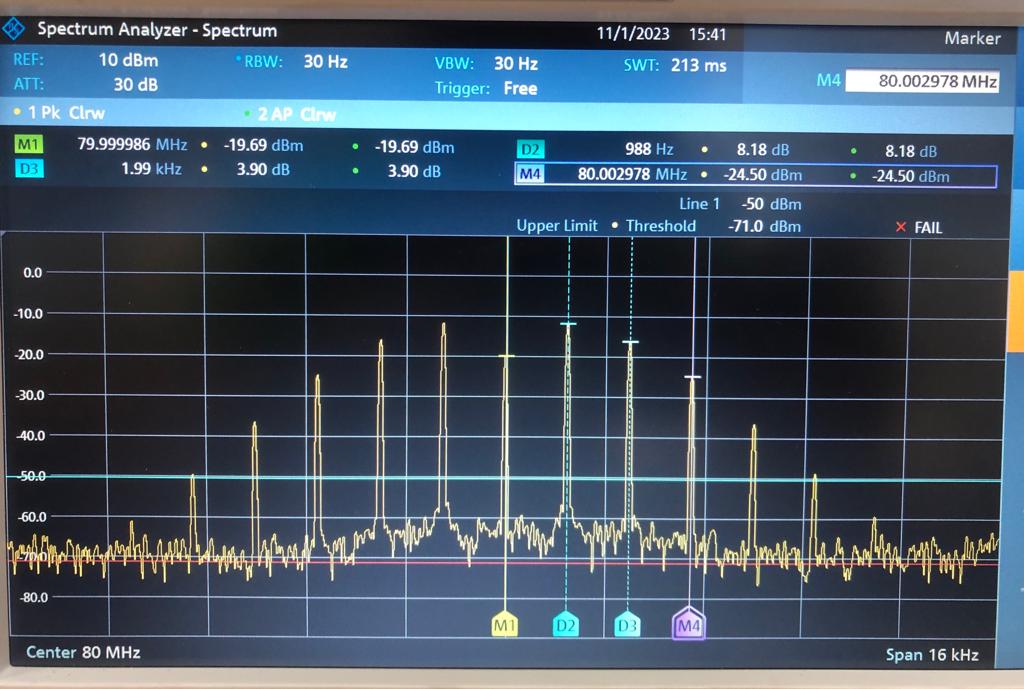 Spectrum Analyzer - Spectrum 11/1/2023 15:41 Marker
REF: 10 dBm RBW: 30 Hz VBW: 30 Hz SWT: 213 ms
ATT: 30 dB Trigger: Free M4 80.002978 MHz
1 Pk Clrw 2 AP Clrw
M1 79.999986 MHz -19.69 dBm -19.69 dBm D2 988 Hz 8.18 dB 8.18 dB
D3 1.99 kHz 3.90 dB 3.90 dB M4 80.002978 MHz -24.50 dBm -24.50 dBm
Line 1 -50 dBm
Upper Limit Threshold -71.0 dBm FAIL
0.0
-10.0
-20.0
-30.0
-40.0
-50.0
-60.0
-70.0
-80.0
M1 D2 D3 M4
Center 80 MHz Span 16 kHz